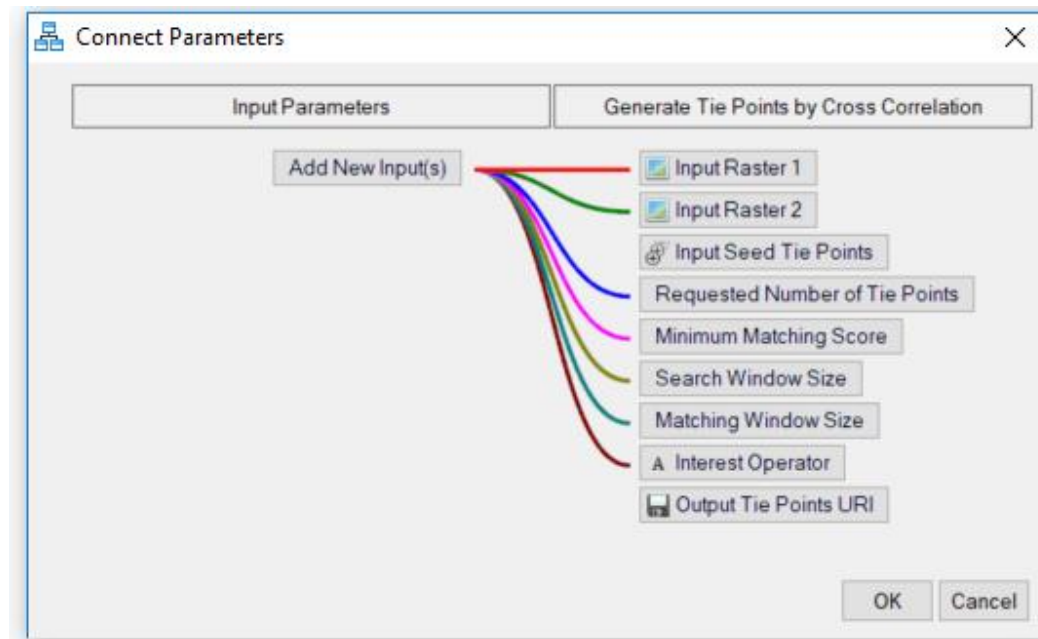 Connect Parameters
Input Parameters
Generate Tie Points by Cross Correlation
Add New Input(s)
Input Raster 1
Input Raster 2
Input Seed Tie Points
Requested Number of Tie Points
Minimum Matching Score
Search Window Size
Matching Window Size
A Interest Operator
Output Tie Points URI
OK
Cancel